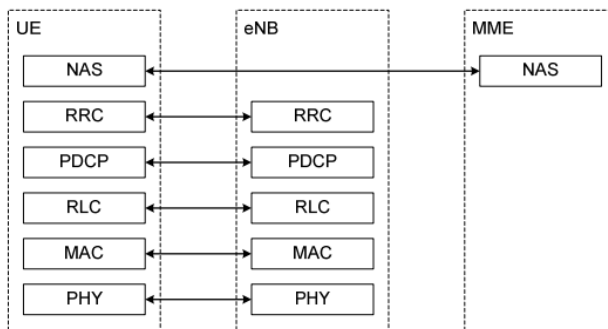 UE eNB MME
NAS NAS
RRC RRC
PDCP PDCP
RLC RLC
MAC MAC
PHY PHY